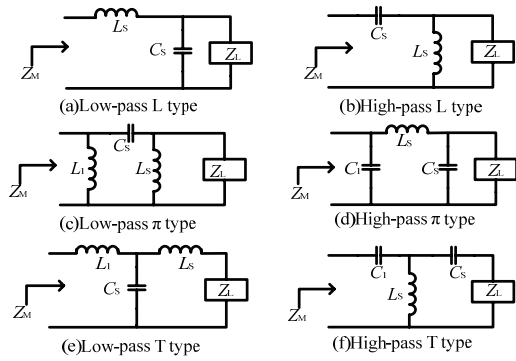 LS
CS
ZL
ZM
(a)Low-pass L type
CS
LS
ZL
ZM
(b)High-pass L type
CS
L1
LS
ZL
ZM
(c)Low-pass π type
LS
C1
CS
ZL
ZM
(d)High-pass π type
L1
LS
CS
ZL
ZM
(e)Low-pass T type
C1
CS
LS
ZL
ZM
(f)High-pass T type